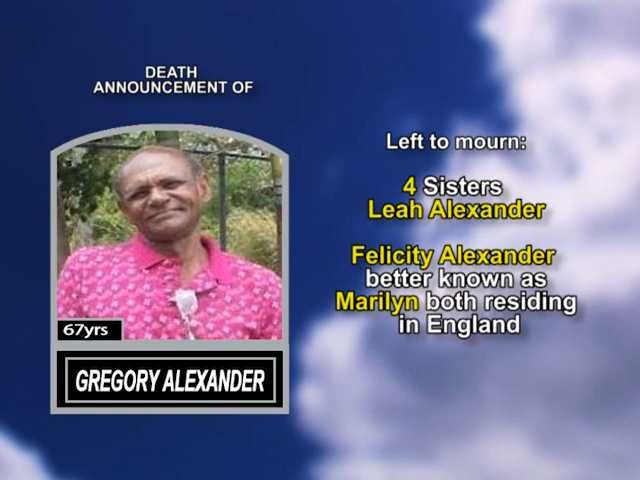 DEATH
ANNOUNCEMENT OF
67yrs
GREGORY ALEXANDER
Left to mourn:
4 Sisters
Leah Alexander
Felicity Alexander
better known as
Marilyn both residing
in England